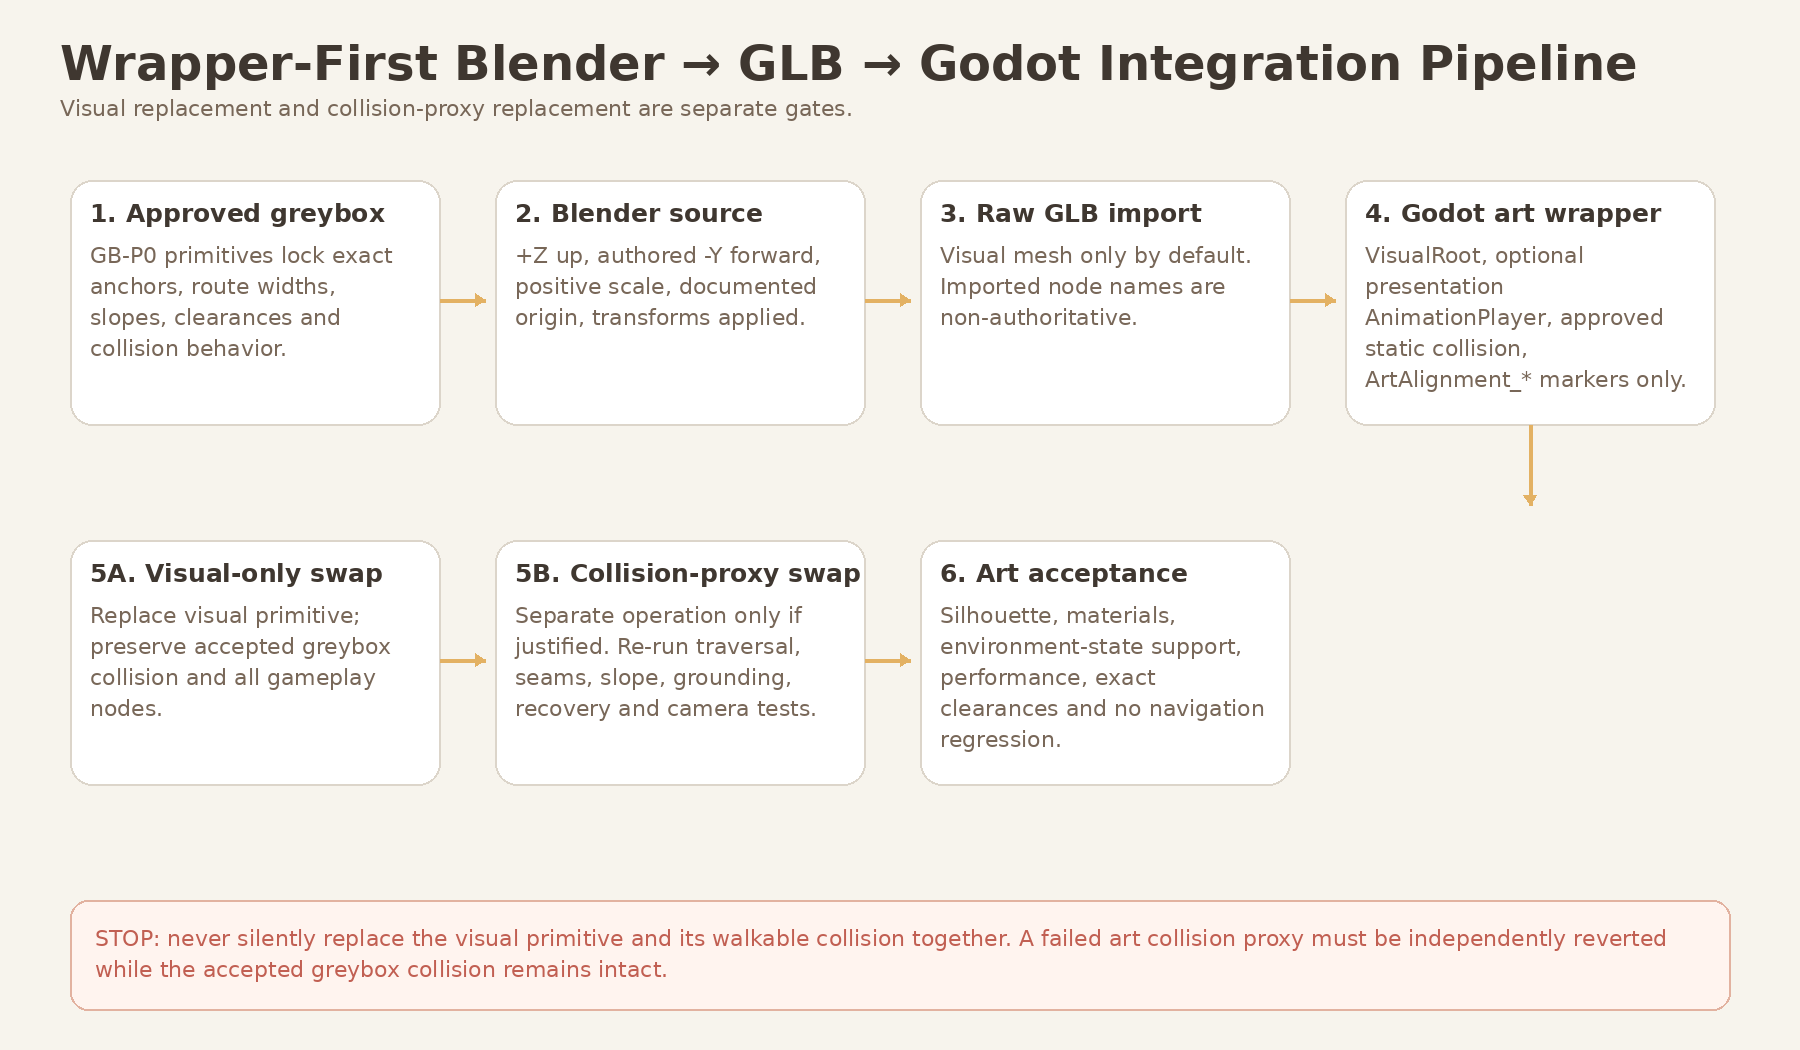 Wrapper-First Blender → GLB → Godot Integration Pipeline
Visual replacement and collision-proxy replacement are separate gates.
1. Approved greybox
GB-P0 primitives lock exact
anchors, route widths,
slopes, clearances and
collision behavior.
2. Blender source
+Z up, authored -Y forward,
positive scale, documented
origin, transforms applied.
3. Raw GLB import
Visual mesh only by default.
Imported node names are
non-authoritative.
4. Godot art wrapper
VisualRoot, optional
presentation
AnimationPlayer, approved
static collision,
ArtAlignment_* markers only.
5A. Visual-only swap
Replace visual primitive;
preserve accepted greybox
collision and all gameplay
nodes.
5B. Collision-proxy swap
Separate operation only if
justified. Re-run traversal,
seams, slope, grounding,
recovery and camera tests.
6. Art acceptance
Silhouette, materials,
environment-state support,
performance, exact
clearances and no navigation
regression.
STOP: never silently replace the visual primitive and its walkable collision together. A failed art collision proxy must be independently reverted
while the accepted greybox collision remains intact.